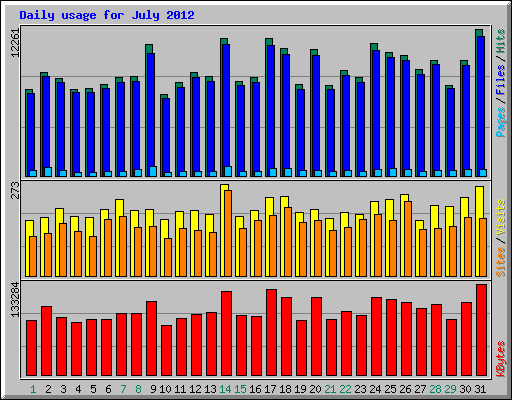 Daily usage for July 2012
12261
Pages / Files / Hits
273
Sites / Visits
133284
KBytes
1 2 3 4 5 6 7 8 9 10 11 12 13 14 15 16 17 18 19 20 21 22 23 24 25 26 27 28 29 30 31